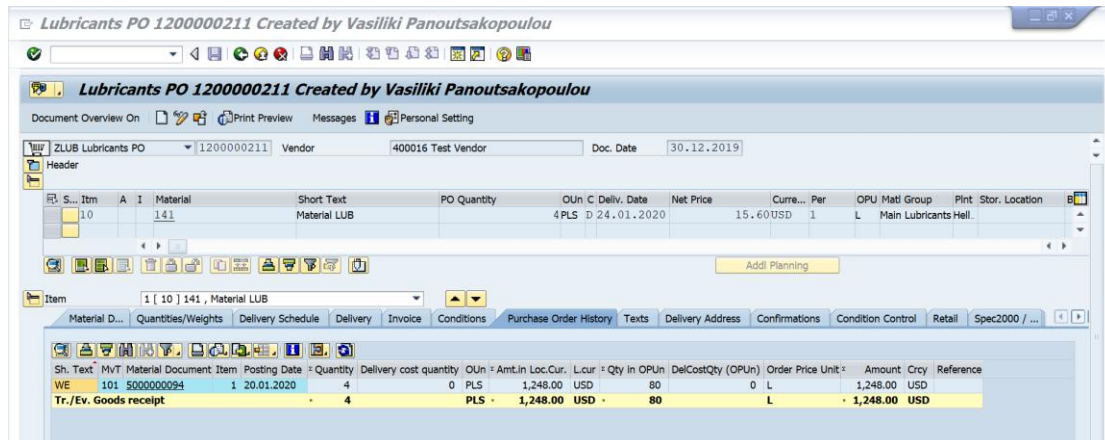 Lubricants PO 1200000211 Created by Vasiliki Panoutsakopoulou
Lubricants PO 1200000211 Created by Vasiliki Panoutsakopoulou
Document Overview On Print Preview Messages Personal Setting
ZLUB Lubricants PO 1200000211 Vendor 400016 Test Vendor Doc. Date 30.12.2019
Header
S... Itm A I Material Short Text PO Quantity OUn C Deliv. Date Net Price Curre... Per OPU Matl Group Plnt Stor. Location B
10 141 Material LUB 4 PLS D 24.01.2020 15.60 USD 1 L Main Lubricants Hell..
Addl Planning
Item 1 [ 10 ] 141 , Material LUB
Material D... Quantities/Weights Delivery Schedule Delivery Invoice Conditions Purchase Order History Texts Delivery Address Confirmations Condition Control Retail Spec2000 / ...
Sh. Text MvT Material Document Item Posting Date Quantity Delivery cost quantity OUn Amt.in Loc.Cur. L.cur Qty in OPUn DelCostQty (OPUn) Order Price Unit Amount Crcy Reference
WE 101 5000000094 1 20.01.2020 4 0 PLS 1,248.00 USD 80 0 L 1,248.00 USD
Tr./Ev. Goods receipt 4 PLS 1,248.00 USD 80 L 1,248.00 USD